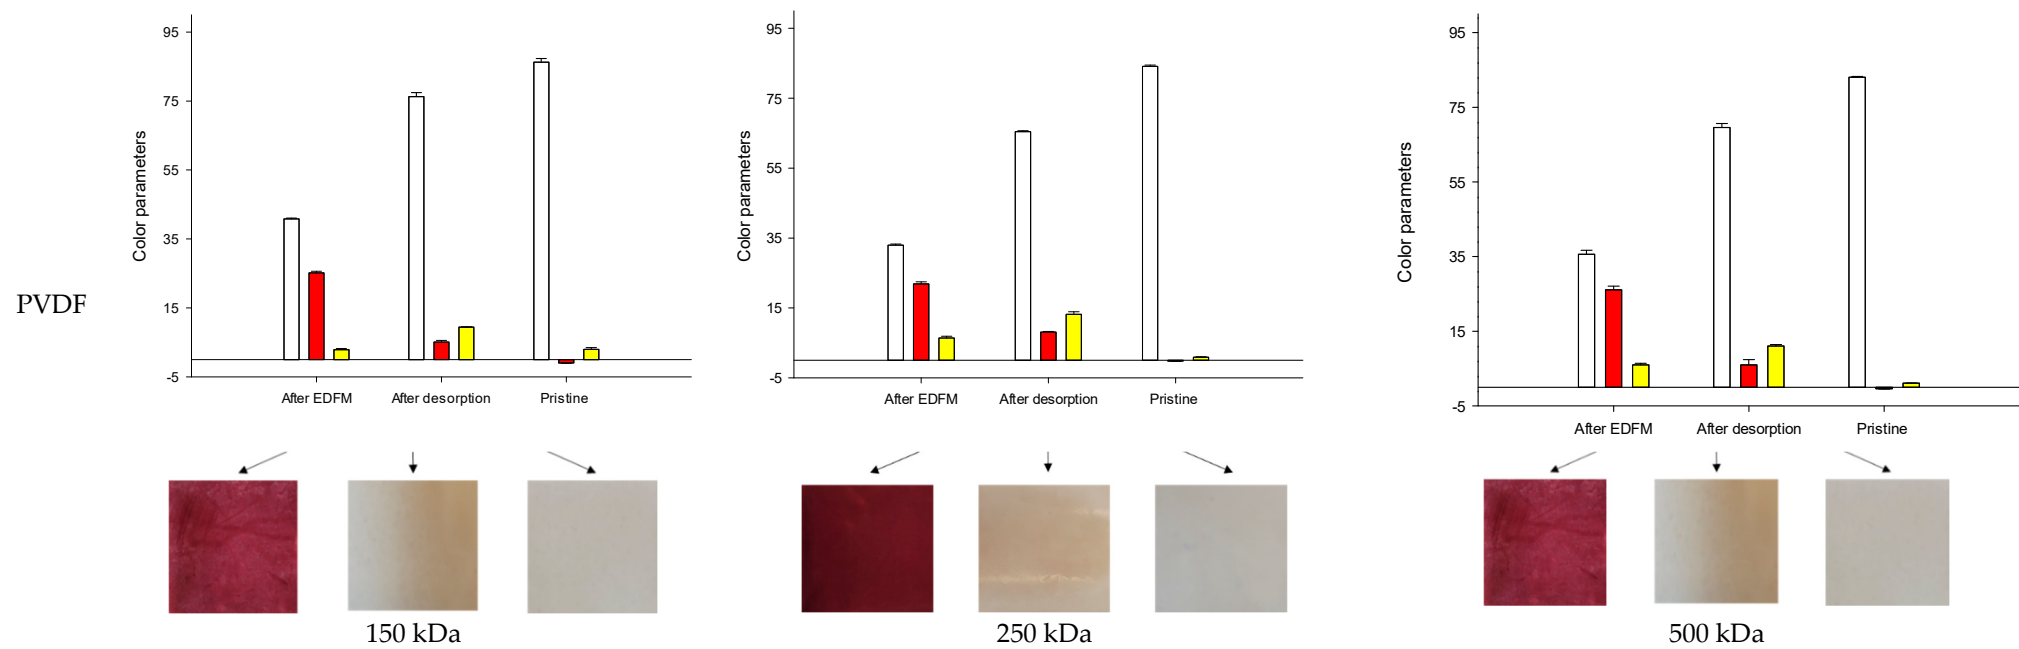 PVDF
Color parameters
95
75
55
35
15
-5
After EDFM After desorption Pristine
150 kDa
Color parameters
95
75
55
35
15
-5
After EDFM After desorption Pristine
250 kDa
Color parameters
95
75
55
35
15
-5
After EDFM After desorption Pristine
500 kDa